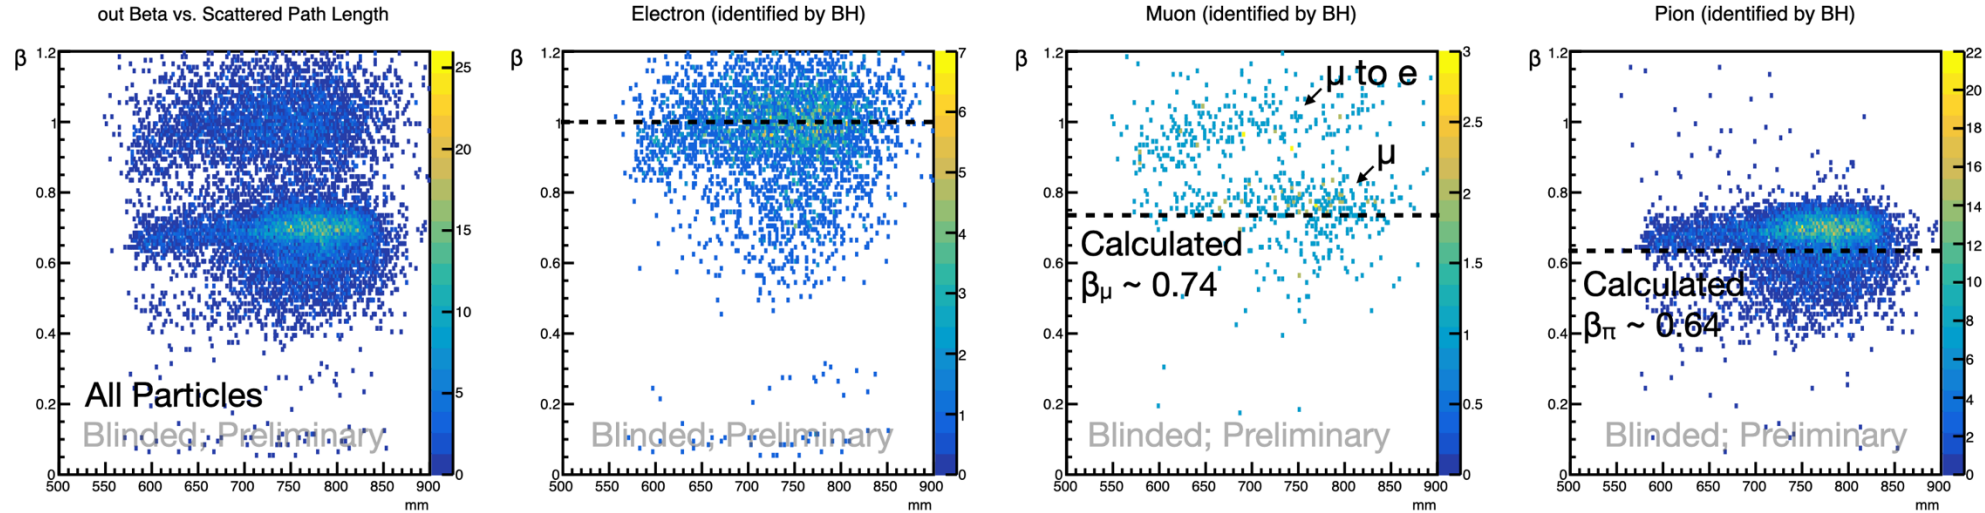 out Beta vs. Scattered Path Length
β
1.2
1
0.8
0.6
0.4
0.2
0
500 550 600 650 700 750 800 850 900
mm
25
20
15
10
5
0
All Particles
Blinded; Preliminary
Electron (identified by BH)
β
1.2
1
0.8
0.6
0.4
0.2
0
500 550 600 650 700 750 800 850 900
mm
7
6
5
4
3
2
1
0
Blinded; Preliminary
Muon (identified by BH)
β
1.2
1
0.8
0.6
0.4
0.2
0
500 550 600 650 700 750 800 850 900
mm
3
2.5
2
1.5
1
0.5
0
μ to e
μ
Calculated
βμ ~ 0.74
Blinded; Preliminary
Pion (identified by BH)
β
1.2
1
0.8
0.6
0.4
0.2
0
500 550 600 650 700 750 800 850 900
mm
22
20
18
16
14
12
10
8
6
4
2
0
Calculated
βπ ~ 0.64
Blinded; Preliminary